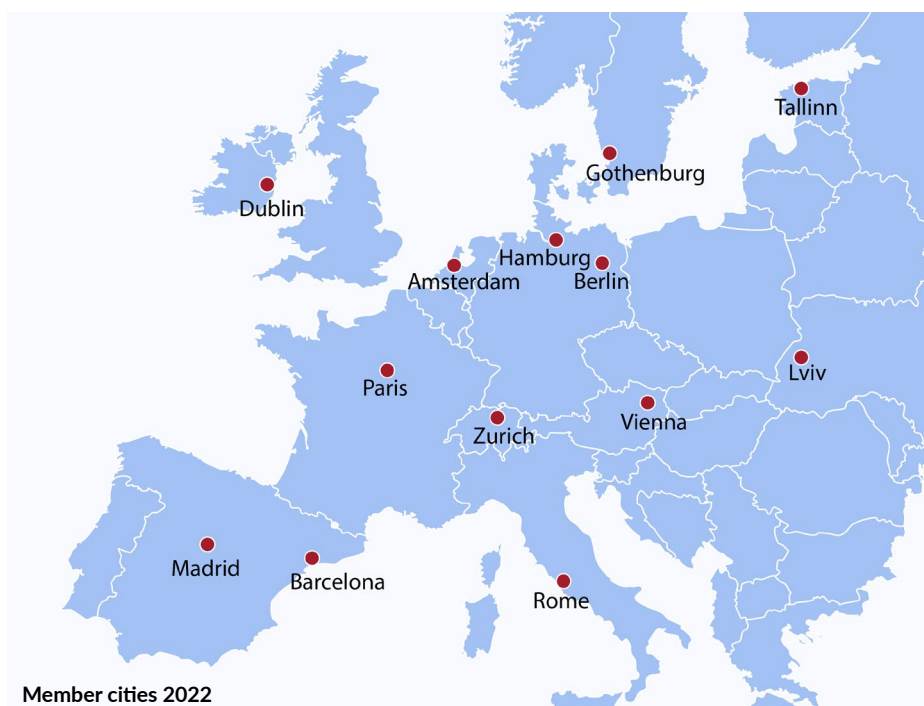 Tallinn
Gothenburg
Dublin
Hamburg
Amsterdam
Berlin
Paris
Lviv
Zurich
Vienna
Madrid
Barcelona
Rome
Member cities 2022